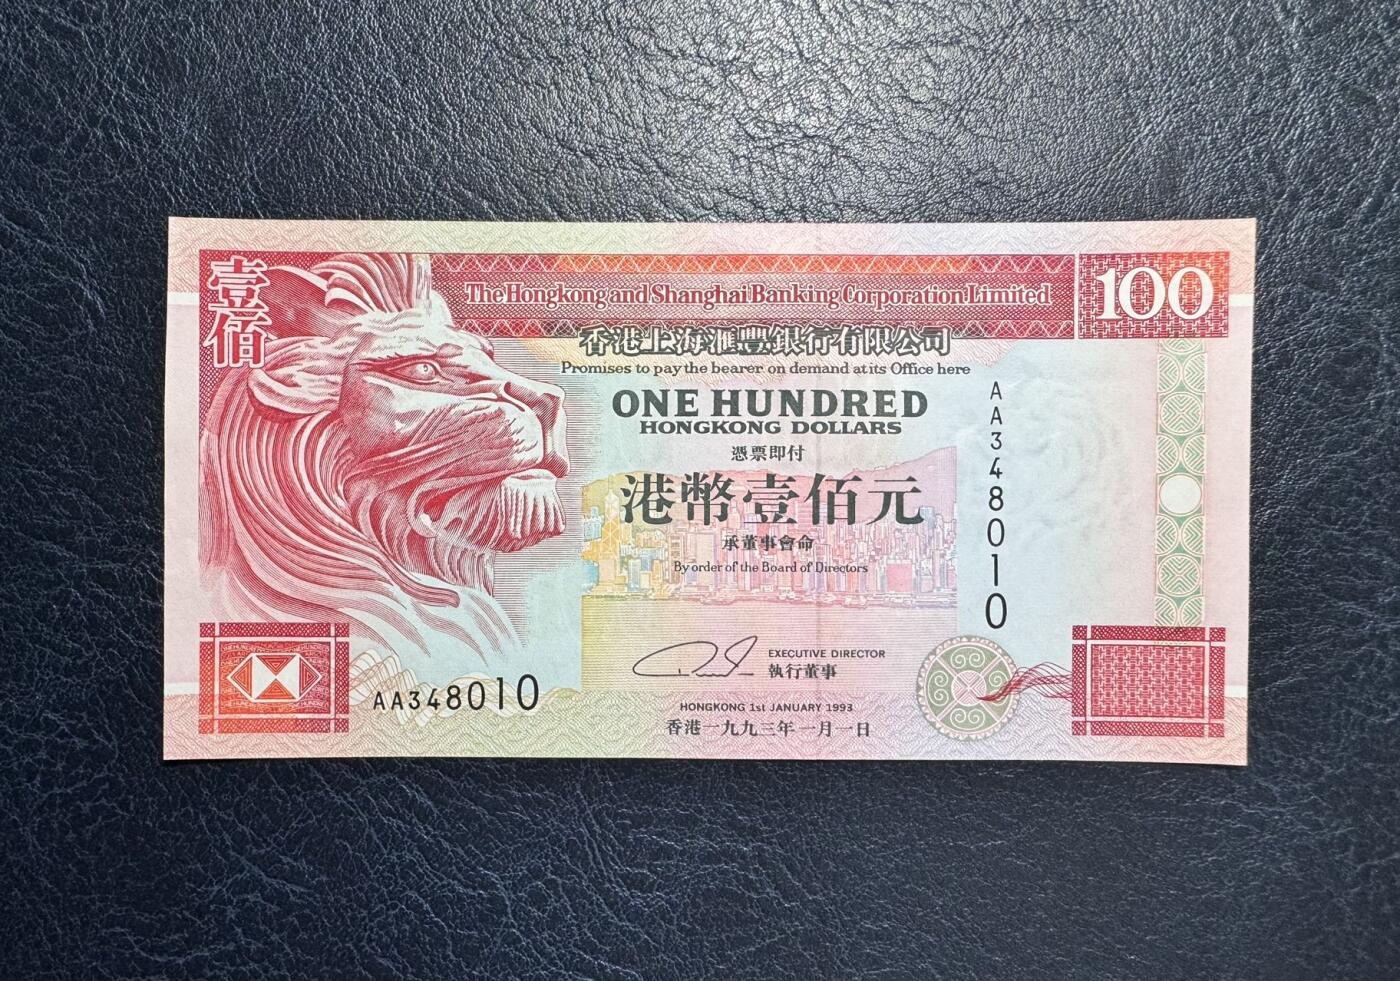 壹佰
The Hongkong and Shanghai Banking Corporation Limited
100
香港上海滙豐銀行有限公司
Promises to pay the bearer on demand at its Office here
ONE HUNDRED
HONGKONG DOLLARS
憑票即付
港幣壹佰元
承董事會命
By order of the Board of Directors
AA348010
EXECUTIVE DIRECTOR
執行董事
AA348010
HONGKONG 1st JANUARY 1993
香港一九九三年一月一日